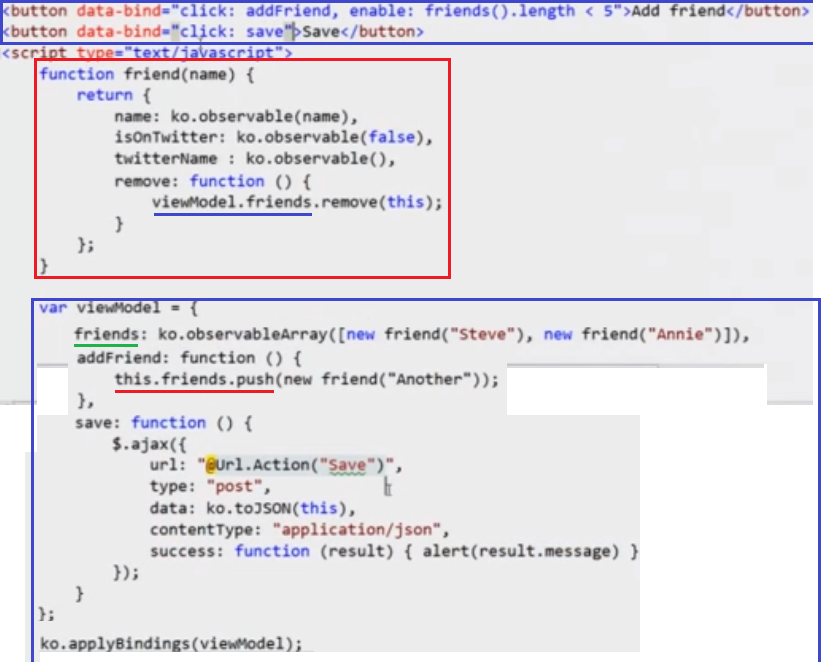 <button data-bind="click: addFriend, enable: friends().length < 5">Add friend</button>
<button data-bind="click: save">Save</button>
<script type="text/javascript">
function friend(name) {
return {
name: ko.observable(name),
isOnTwitter: ko.observable(false),
twitterName : ko.observable(),
remove: function () {
viewModel.friends.remove(this);
}
};
}
var viewModel = {
friends: ko.observableArray([new friend("Steve"), new friend("Annie")]),
addFriend: function () {
this.friends.push(new friend("Another"));
},
save: function () {
$.ajax({
url: "@Url.Action("Save")",
type: "post",
data: ko.toJSON(this),
contentType: "application/json",
success: function (result) { alert(result.message) }
});
}
};
ko.applyBindings(viewModel);